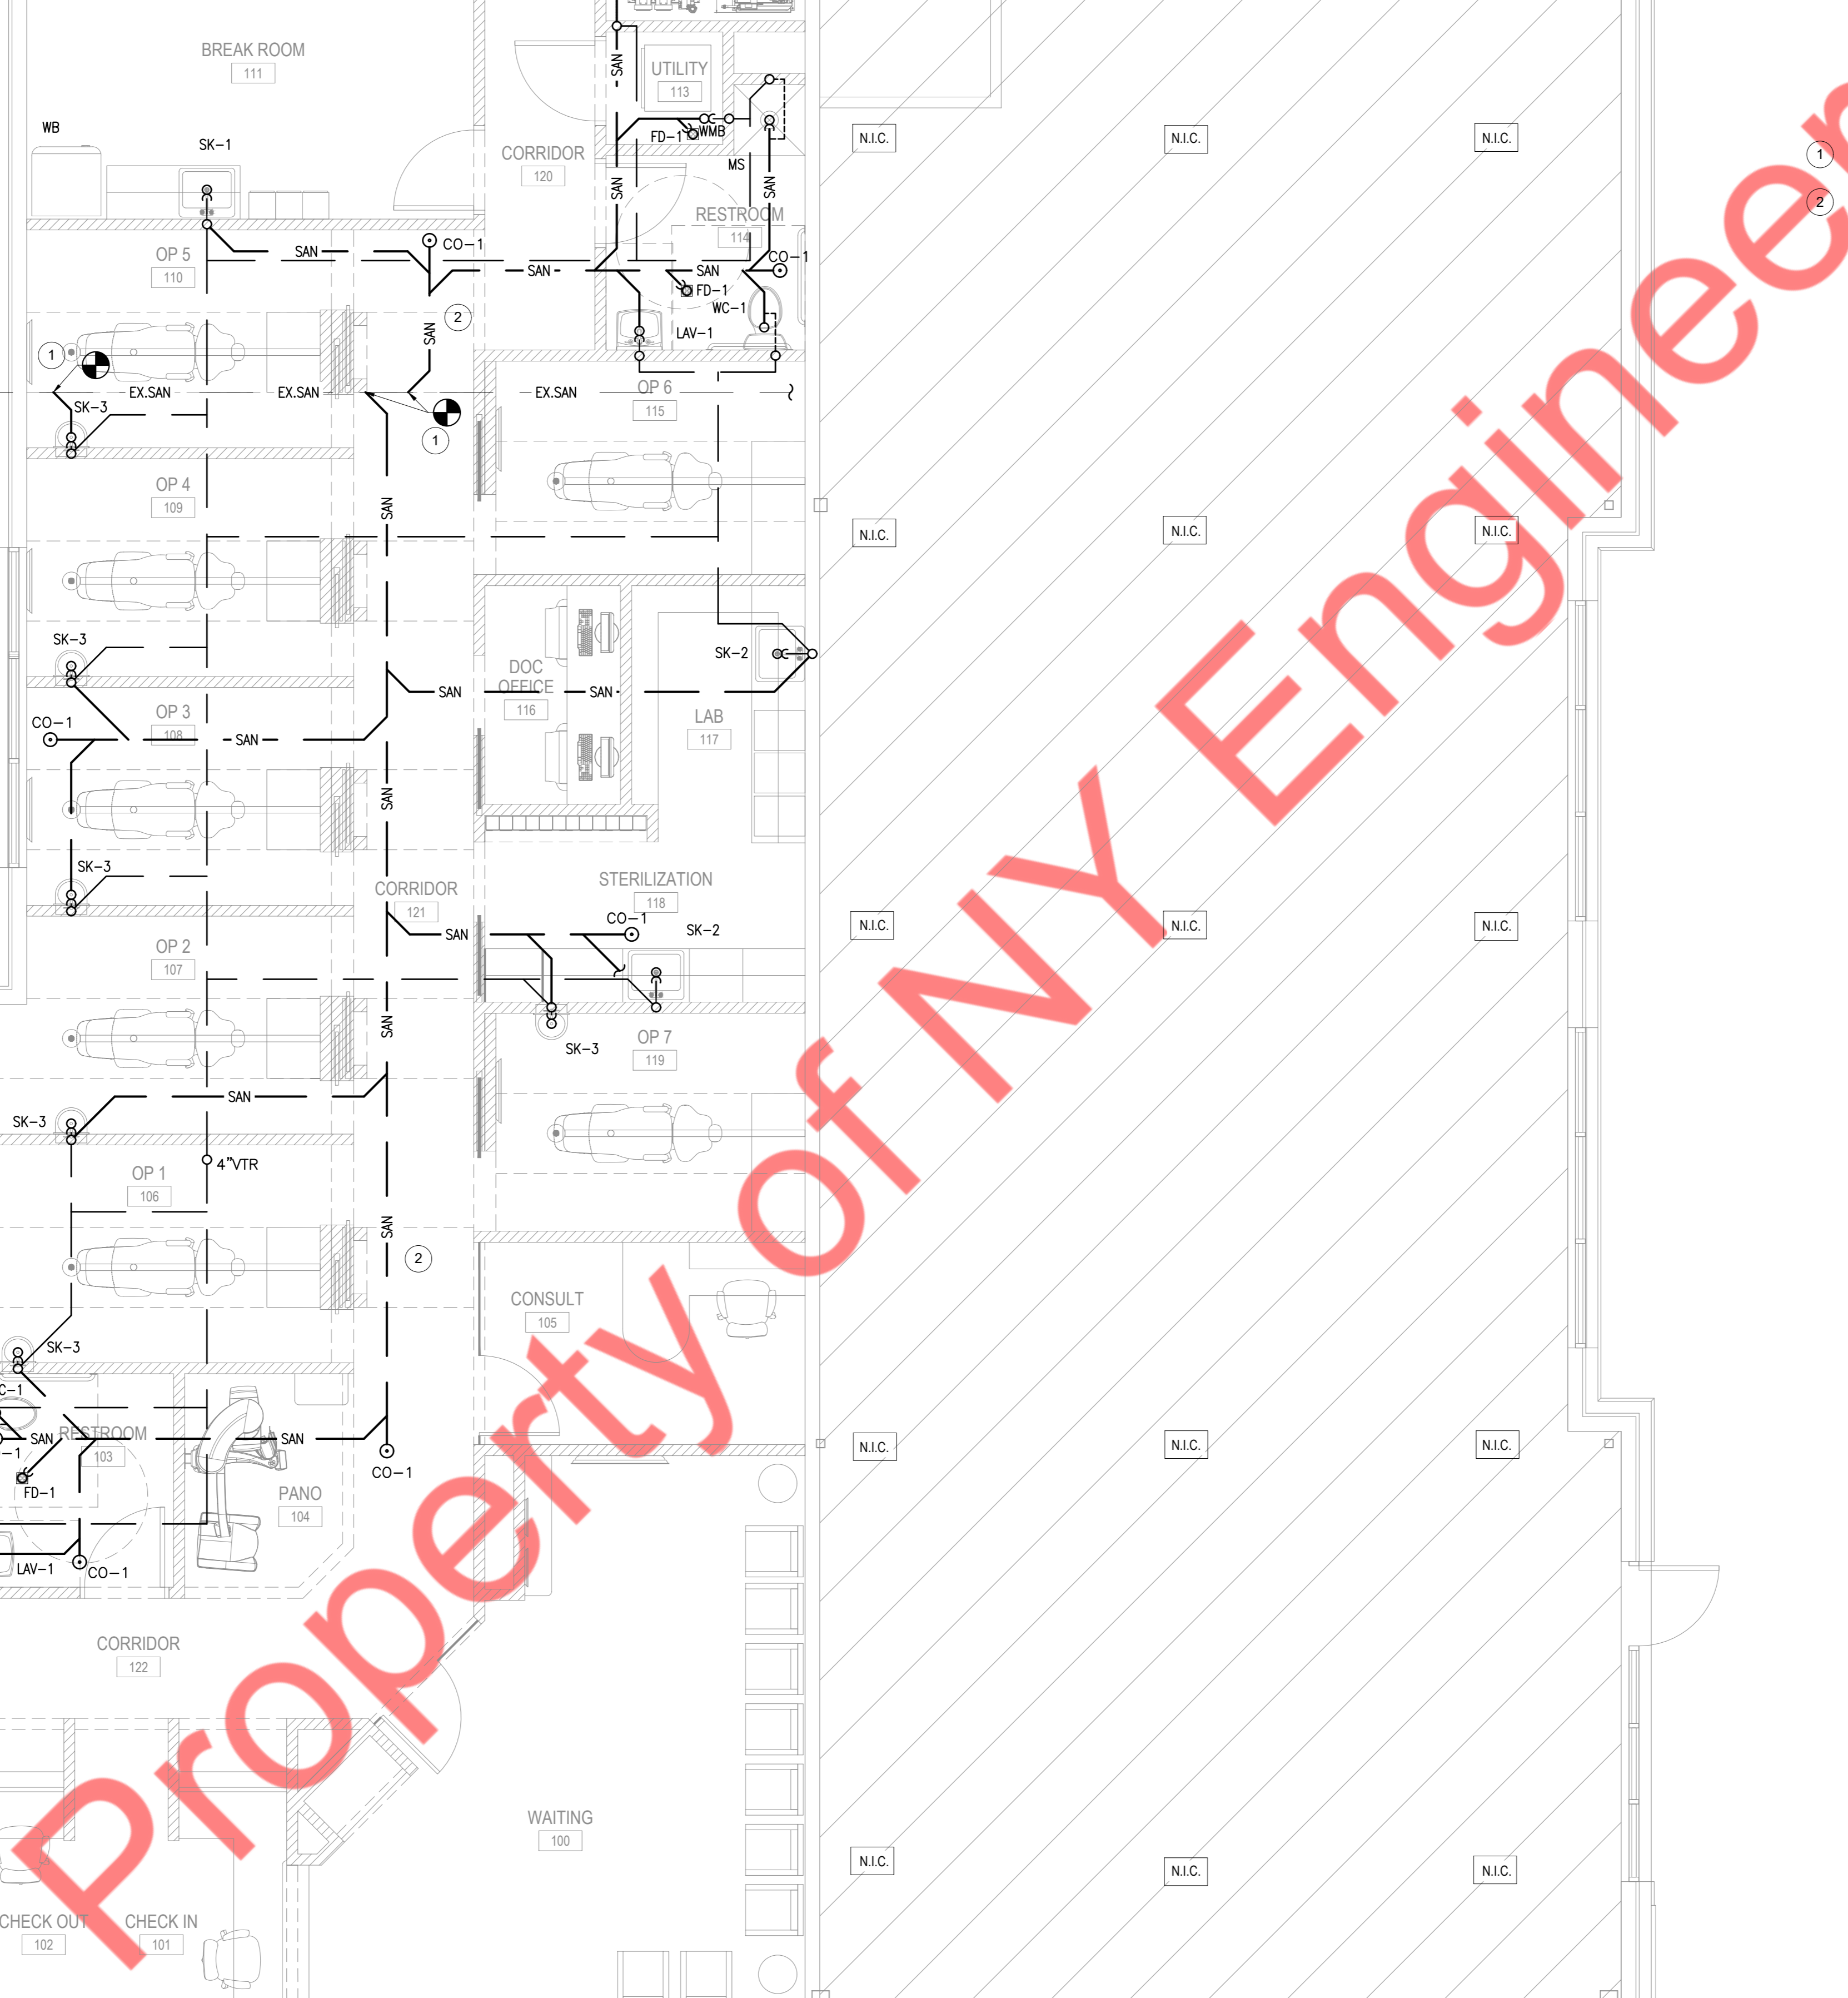 BREAK ROOM
111
WB
SK-1
SAN
UTILITY
113
FD-1
WMB
CORRIDOR
120
MS
SAN
SAN
RESTROOM
114
N.I.C.
N.I.C.
N.I.C.
1
2
OP 5
110
SAN
CO-1
SAN
SAN
CO-1
FD-1
WC-1
LAV-1
2
SAN
1
EX.SAN
EX.SAN
EX.SAN
SK-3
1
OP 6
115
OP 4
109
SAN
N.I.C.
N.I.C.
N.I.C.
SK-3
DOC
OFFICE
116
SK-2
SAN
SAN
OP 3
108
CO-1
SAN
LAB
117
SAN
SK-3
CORRIDOR
121
STERILIZATION
118
CO-1
SK-2
SAN
N.I.C.
N.I.C.
N.I.C.
OP 2
107
SAN
SK-3
OP 7
119
SAN
SK-3
4"VTR
OP 1
106
SAN
2
CONSULT
105
SK-3
C-1
SAN
RESTROOM
103
-1
SAN
CO-1
FD-1
PANO
104
LAV-1
CO-1
N.I.C.
N.I.C.
N.I.C.
CORRIDOR
122
WAITING
100
N.I.C.
N.I.C.
N.I.C.
CHECK OUT
102
CHECK IN
101
Property of NY Engineer